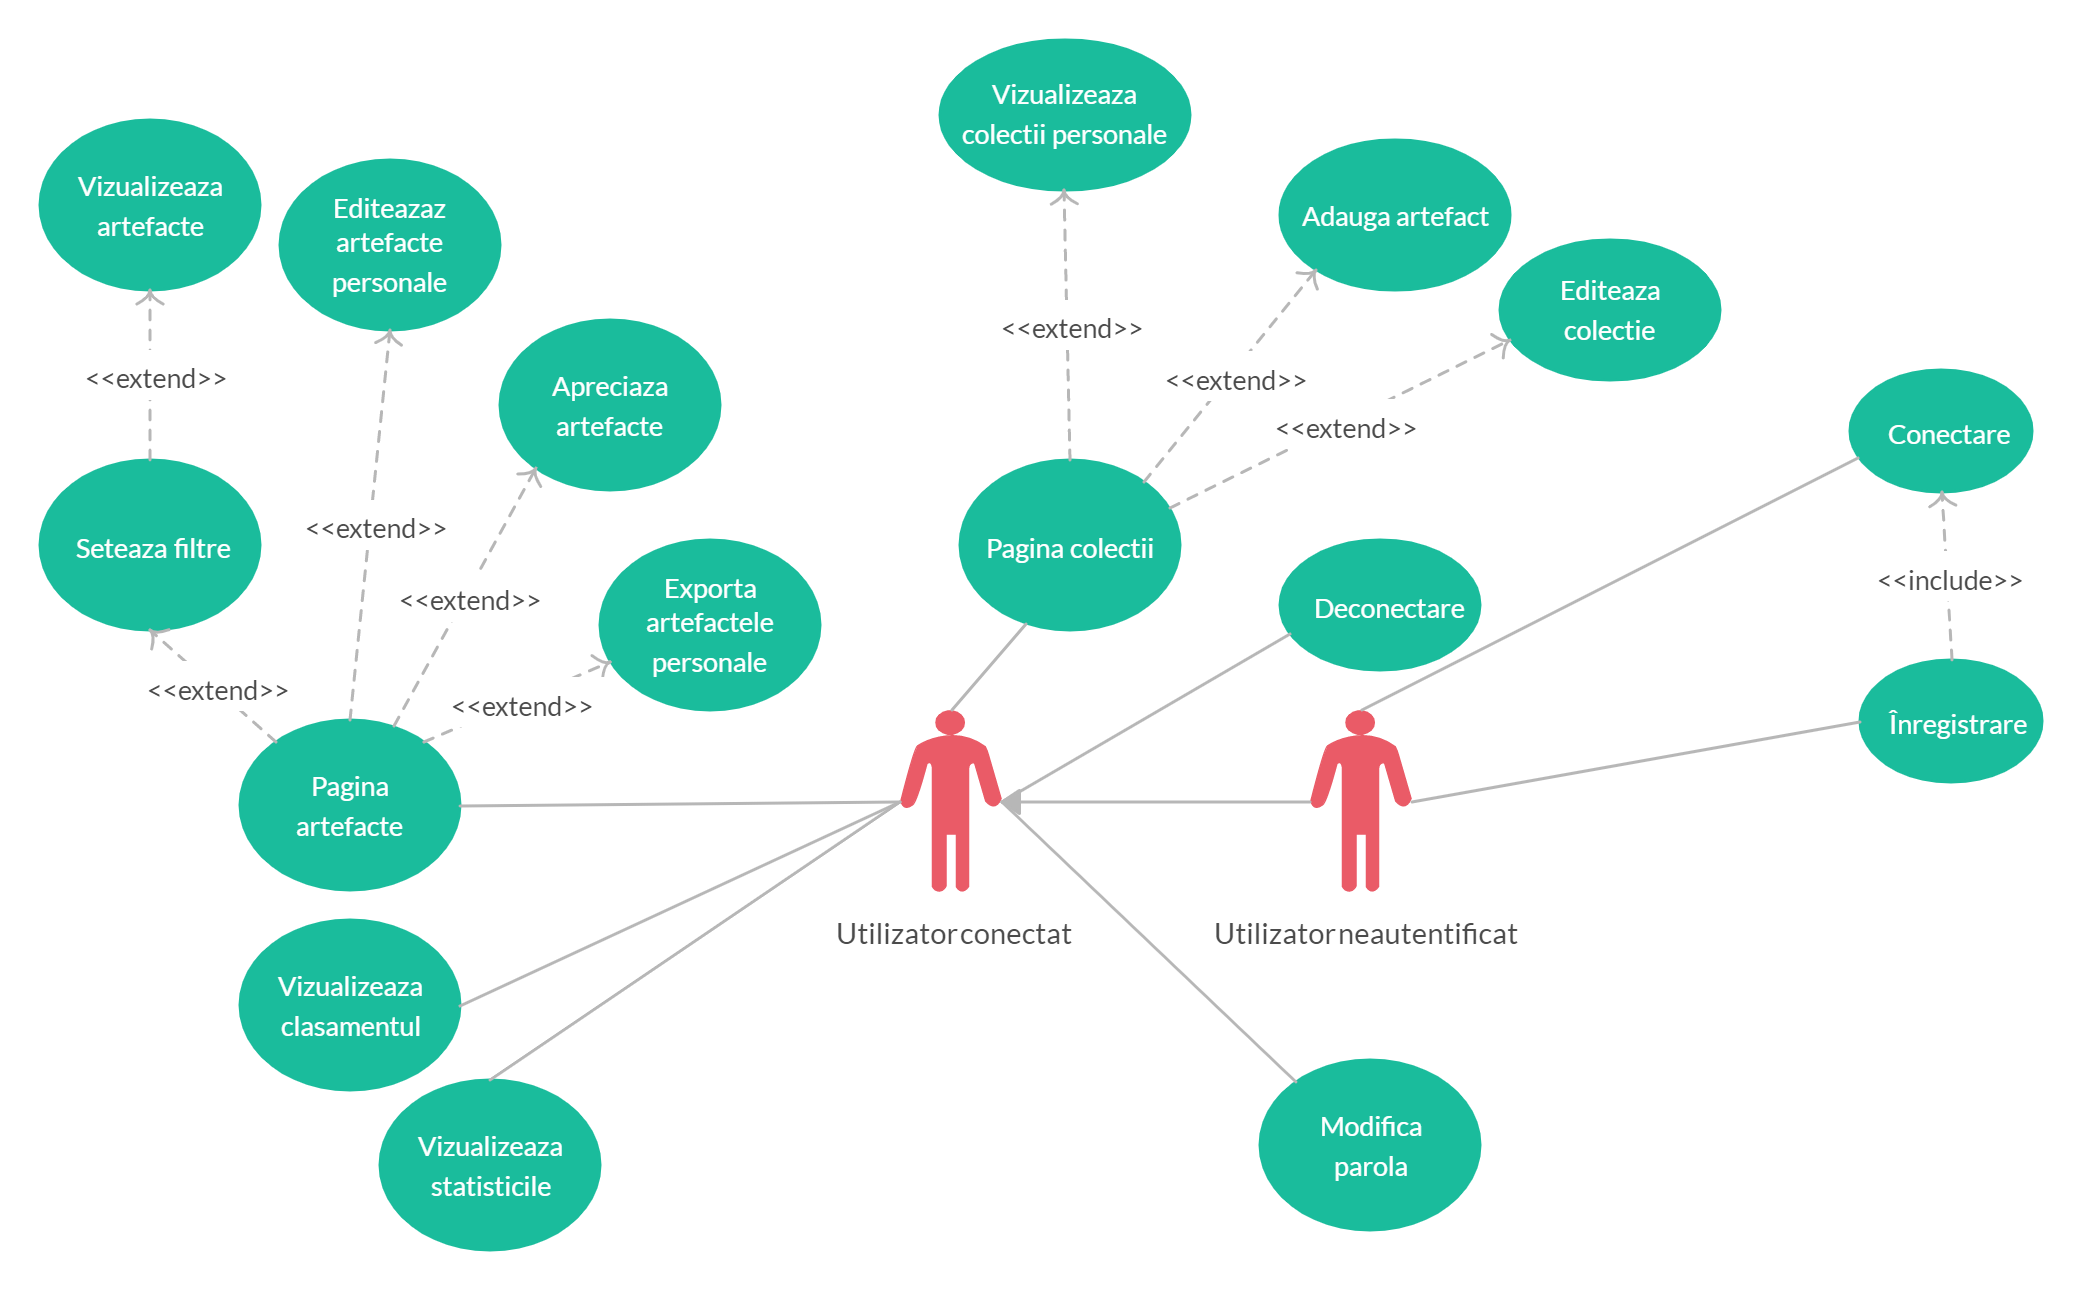 Vizualizeaza
colectii personale
Vizualizeaza
artefacte
Editeazaz
artefacte
personale
Adauga artefact
Editeaza
colectie
<<extend>>
<<extend>>
Apreciaza
artefacte
<<extend>>
<<extend>>
Conectare
Seteaza filtre
<<extend>>
Pagina colectii
<<include>>
Exporta
artefactele
personale
<<extend>>
Deconectare
<<extend>>
<<extend>>
Înregistrare
Pagina
artefacte
Utilizator conectat
Utilizator neautentificat
Vizualizeaza
clasamentul
Vizualizeaza
statisticile
Modifica
parola